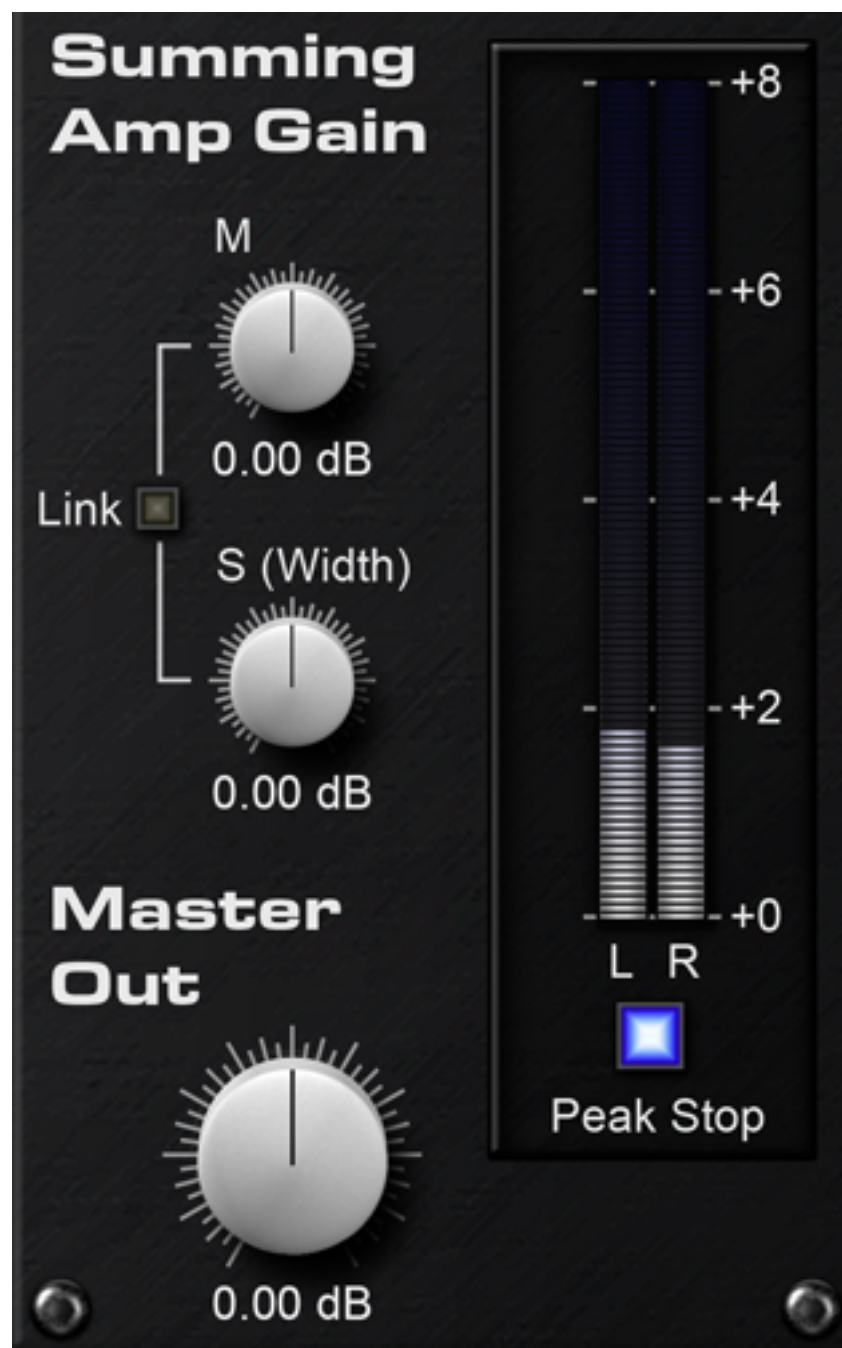 Summing
Amp Gain
M
0.00 dB
Link
S (Width)
0.00 dB
Master
Out
0.00 dB
+8
+6
+4
+2
+0
L R
Peak Stop